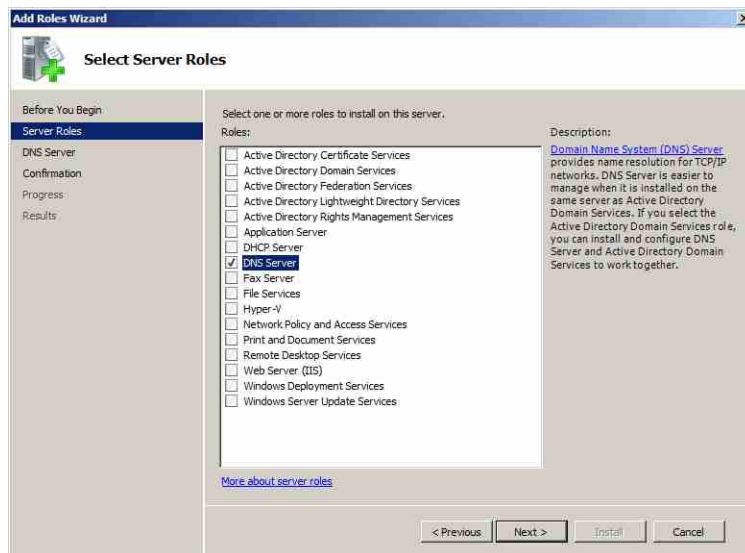 Add Roles Wizard
Select Server Roles
Before You Begin
Server Roles
DNS Server
Confirmation
Progress
Results
Select one or more roles to install on this server.
Roles:
Active Directory Certificate Services
Active Directory Domain Services
Active Directory Federation Services
Active Directory Lightweight Directory Services
Active Directory Rights Management Services
Application Server
DHCP Server
DNS Server
Fax Server
File Services
Hyper-V
Network Policy and Access Services
Print and Document Services
Remote Desktop Services
Web Server (IIS)
Windows Deployment Services
Windows Server Update Services
More about server roles
Description:
Domain Name System (DNS) Server
provides name resolution for TCP/IP
networks. DNS Server is easier to
manage when it is installed on the
same server as Active Directory
Domain Services. If you select the
Active Directory Domain Services role,
you can install and configure DNS
Server and Active Directory Domain
Services to work together.
< Previous
Next >
Install
Cancel